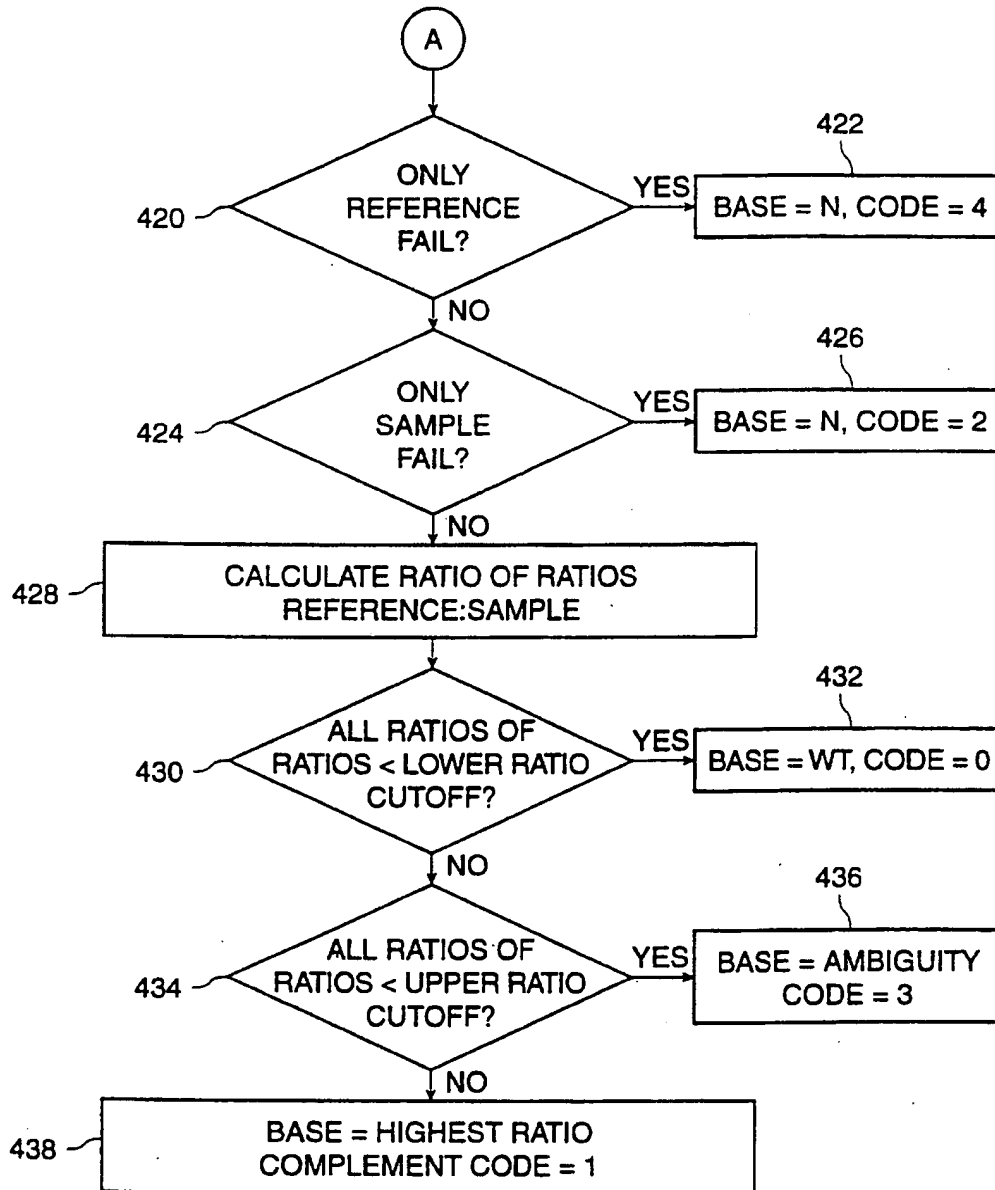 A
420
ONLY
REFERENCE
FAIL?
YES
422
BASE = N, CODE = 4
NO
424
ONLY
SAMPLE
FAIL?
YES
426
BASE = N, CODE = 2
NO
428
CALCULATE RATIO OF RATIOS
REFERENCE:SAMPLE
430
ALL RATIOS OF
RATIOS < LOWER RATIO
CUTOFF?
YES
432
BASE = WT, CODE = 0
NO
434
ALL RATIOS OF
RATIOS < UPPER RATIO
CUTOFF?
YES
436
BASE = AMBIGUITY
CODE = 3
NO
438
BASE = HIGHEST RATIO
COMPLEMENT CODE = 1